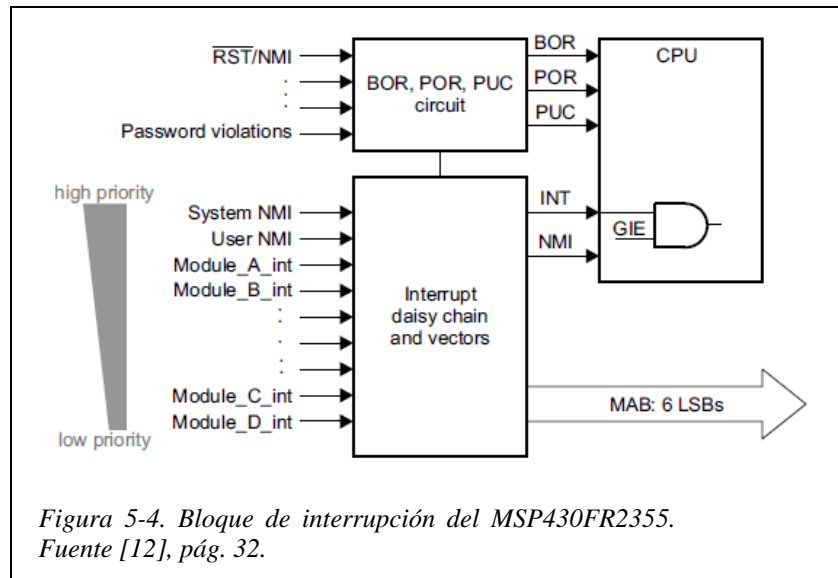 RST/NMI
:
.
Password violations
BOR, POR, PUC
circuit
BOR
POR
PUC
CPU
high priority
low priority
System NMI
User NMI
Module_A_int
Module_B_int
.
.
.
Module_C_int
Module_D_int
Interrupt
daisy chain
and vectors
INT
GIE
NMI
MAB: 6 LSBs
Figura 5-4. Bloque de interrupción del MSP430FR2355.
Fuente [12], pág. 32.